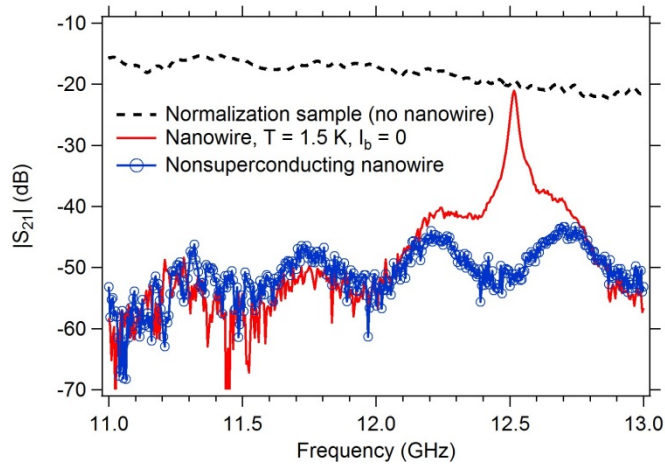 -10
-20
-30
-40
-50
-60
-70
|S21| (dB)
Normalization sample (no nanowire)
Nanowire, T = 1.5 K, Ib = 0
Nonsuperconducting nanowire
11.0 11.5 12.0 12.5 13.0
Frequency (GHz)